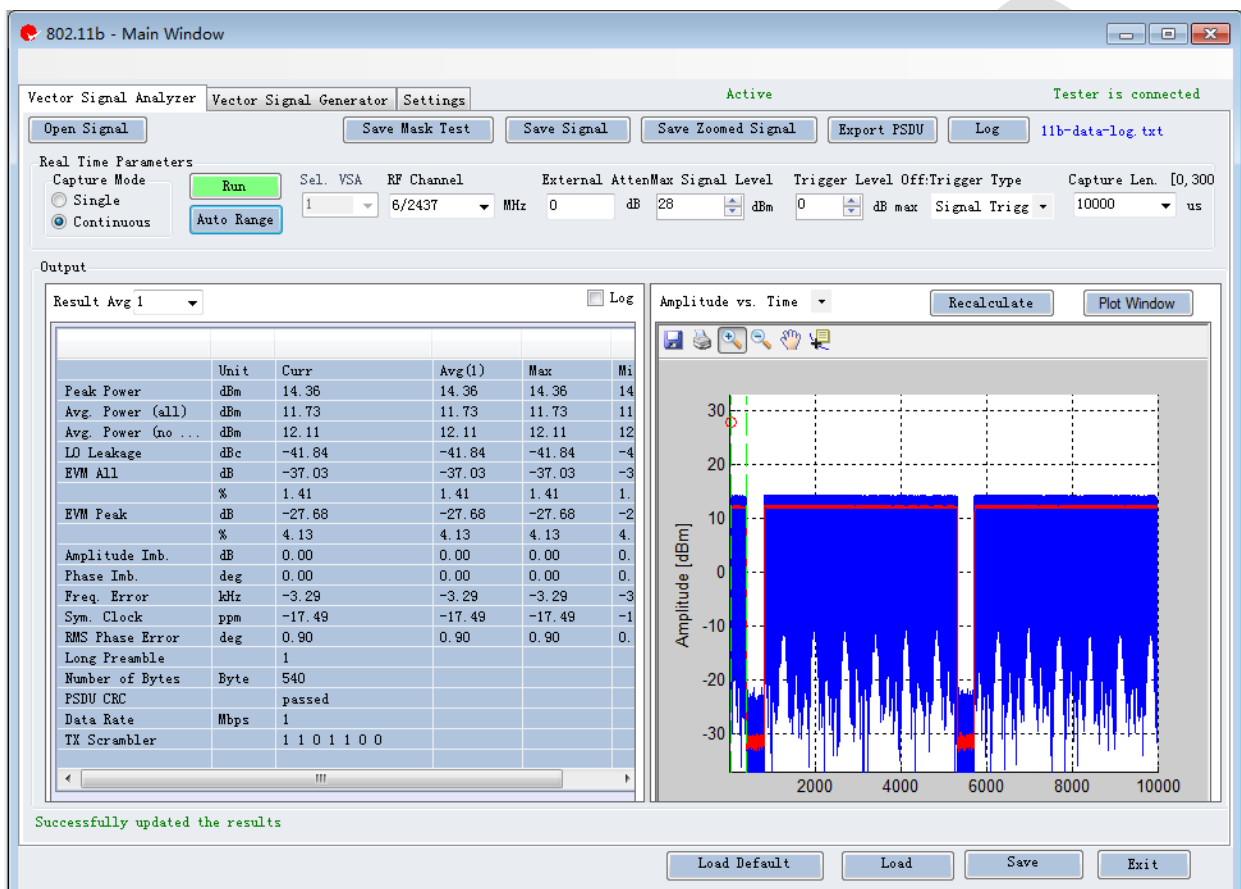 802.11b - Main Window
Vector Signal Analyzer Vector Signal Generator Settings Active Tester is connected
Open Signal Save Mask Test Save Signal Save Zoomed Signal Export PSDU Log 11b-data-log.txt
Real Time Parameters
Capture Mode Run Sel. VSA RF Channel External Atten Max Signal Level Trigger Level Off: Trigger Type Capture Len. [0,300
Single
1 6/2437 MHz 0 dB 28 dBm 0 dB max Signal Trigg 10000 us
Continuous Auto Range
Output
Result Avg 1 Log Amplitude vs. Time Recalculate Plot Window
Unit Curr Avg(1) Max Mi
Peak Power dBm 14.36 14.36 14.36 14
Avg. Power (all) dBm 11.73 11.73 11.73 11
Avg. Power (no ... dBm 12.11 12.11 12.11 12
LO Leakage dBc -41.84 -41.84 -41.84 -4
EVM All dB -37.03 -37.03 -37.03 -3
% 1.41 1.41 1.41 1.
EVM Peak dB -27.68 -27.68 -27.68 -2
% 4.13 4.13 4.13 4.
Amplitude Imb. dB 0.00 0.00 0.00 0.
Phase Imb. deg 0.00 0.00 0.00 0.
Freq. Error kHz -3.29 -3.29 -3.29 -3
Sym. Clock ppm -17.49 -17.49 -17.49 -1
RMS Phase Error deg 0.90 0.90 0.90 0.
Long Preamble 1
Number of Bytes Byte 540
PSDU CRC passed
Data Rate Mbps 1
TX Scrambler 1 1 0 1 1 0 0
Amplitude [dBm]
30
20
10
0
-10
-20
-30
2000 4000 6000 8000 10000
Successfully updated the results
Load Default Load Save Exit